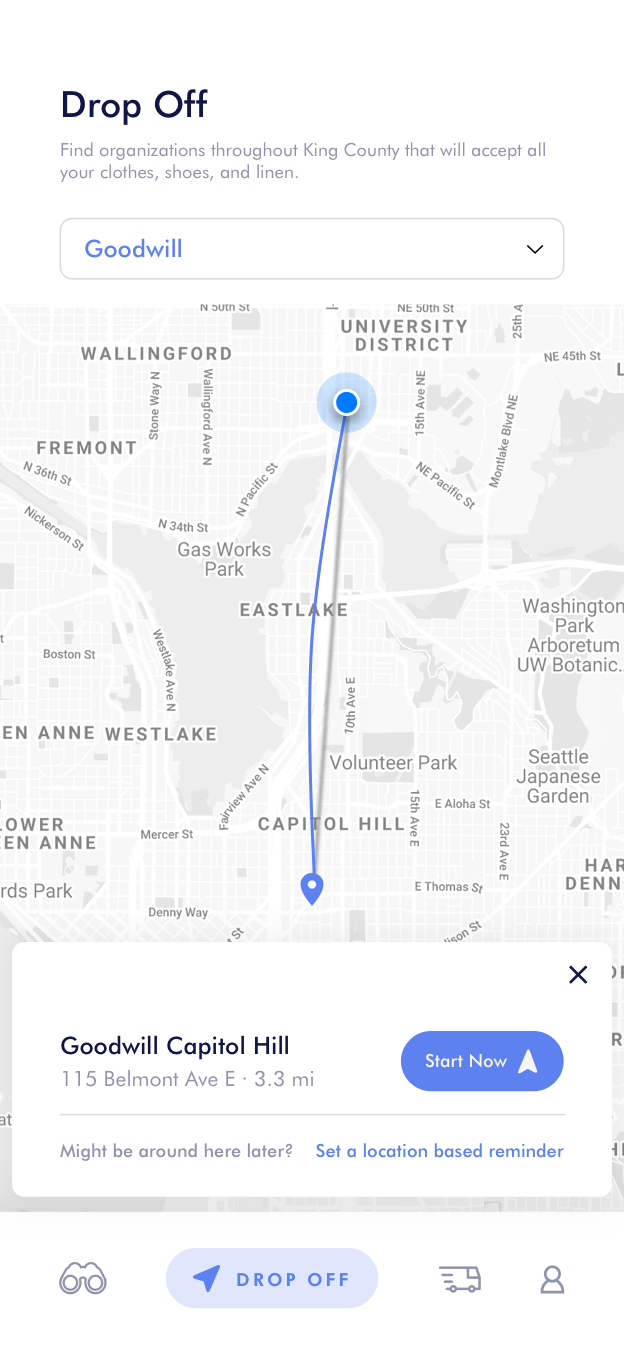 Drop Off
Find organizations throughout King County that will accept all
your clothes, shoes, and linen.
Goodwill
N 50th St
NE 50th St
25th A
UNIVERSITY
DISTRICT
WALLINGFORD
NE 45th St
Stone Way N
Wallingford Ave N
15th Ave NE
Montlake Blvd NE
FREMONT
N 36th St
N Pacific St
NE Pacific St
Nickerson St
N 34th St
Gas Works
Park
EASTLAKE
Washington
Park
Arboretum
UW Botanic..
Boston St
Westlake Ave N
10th Ave E
EN ANNE
WESTLAKE
Volunteer Park
Seattle
Japanese
Garden
Fairview Ave N
15th Ave E
E Aloha St
LOWER
EEN ANNE
Mercer St
CAPITOL HILL
23rd Ave E
HAR
DENN
rds Park
E Thomas St
Denny Way
lison St
Goodwill Capitol Hill
115 Belmont Ave E · 3.3 mi
Start Now
Might be around here later?
Set a location based reminder
DROP OFF